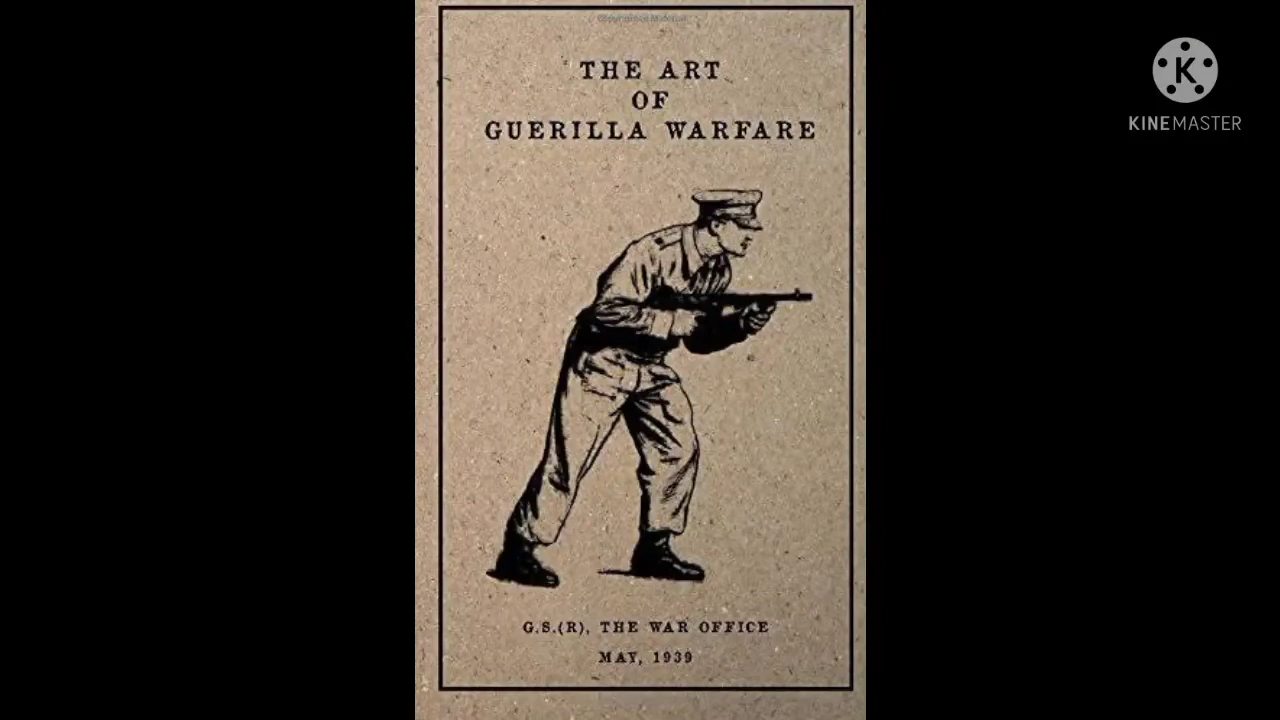 THE ART
OF
GUERILLA WARFARE
G.S.(R), THE WAR OFFICE
MAY, 1939
K
KINEMASTER